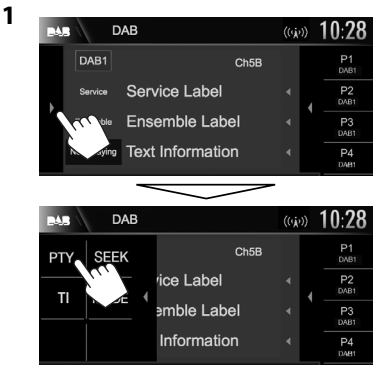 1
DAB DAB 10:28
DAB1 Ch5B P1
DAB1
Service Service Label P2
DAB1
Ensemble Label P3
DAB1
Text Information P4
DAB1
DAB DAB 10:28
PTY SEEK Ch5B P1
DAB1
vice Label P2
DAB1
TI
emble Label P3
DAB1
Information P4
DAB1